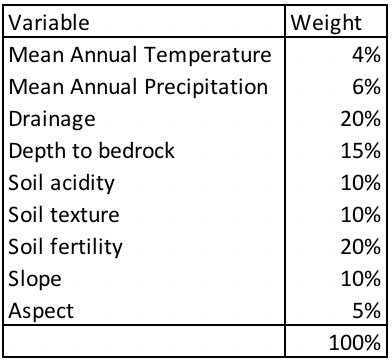 Variable Weight
Mean Annual Temperature 4%
Mean Annual Precipitation 6%
Drainage 20%
Depth to bedrock 15%
Soil acidity 10%
Soil texture 10%
Soil fertility 20%
Slope 10%
Aspect 5%
100%